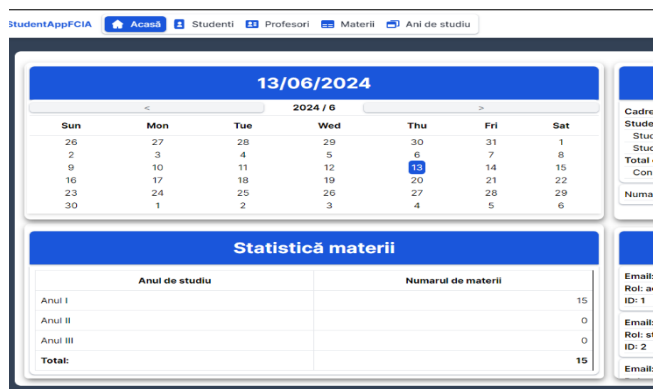 StudentAppFCIA Acasă Studenti Profesori Materii Ani de studiu
13/06/2024
< 2024 / 6 >
Sun Mon Tue Wed Thu Fri Sat
26 27 28 29 30 31 1
2 3 4 5 6 7 8
9 10 11 12 13 14 15
16 17 18 19 20 21 22
23 24 25 26 27 28 29
30 1 2 3 4 5 6
Statistică materii
Anul de studiu Numarul de materii
Anul I 15
Anul II 0
Anul III 0
Total: 15
Cadre
Stude
Stud
Stud
Total
Con
Numa
Email:
Rol: a
ID: 1
Email:
Rol: st
ID: 2
Email: